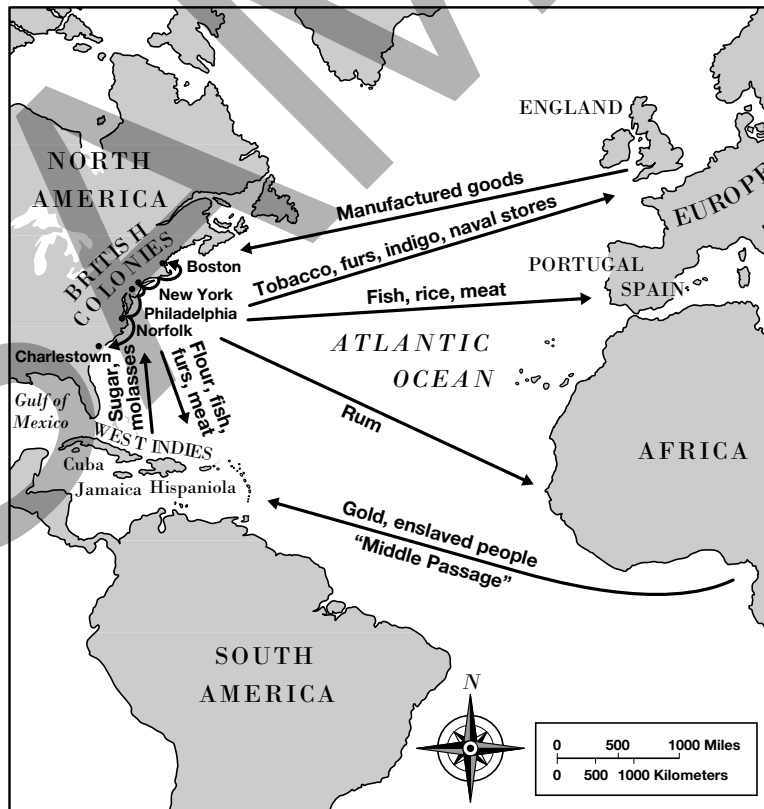 ENGLAND
NORTH
AMERICA
EUROPE
Manufactured goods
Tobacco, furs, indigo, naval stores
BRITISH
COLONIES
PORTUGAL
SPAIN
Boston
New York
Philadelphia
Norfolk
Charlestown
Fish, rice, meat
ATLANTIC
OCEAN
Sugar,
molasses
Flour, fish,
furs, meat
Gulf of
Mexico
WEST INDIES
Rum
AFRICA
Cuba
Jamaica
Hispaniola
Gold, enslaved people
“Middle Passage”
SOUTH
AMERICA
N
0 500 1000 Miles
0 500 1000 Kilometers